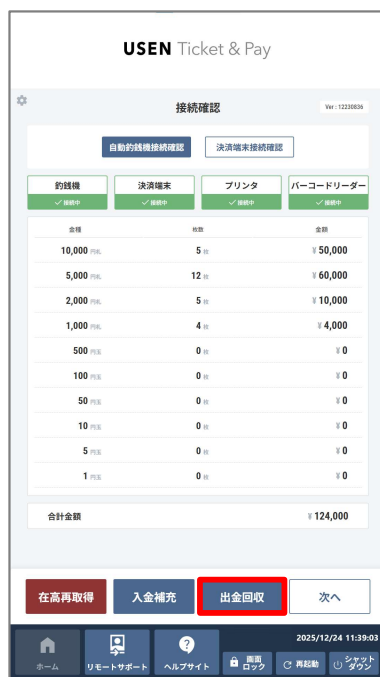 USEN Ticket & Pay
接続確認
Ver : 12230836
自動釣銭機接続確認 決済端末接続確認
釣銭機 決済端末 プリンタ バーコードリーダー
✓ 接続中 ✓ 接続中 ✓ 接続中 ✓ 接続中
金種 枚数 金額
10,000 円札 5 枚 ¥ 50,000
5,000 円札 12 枚 ¥ 60,000
2,000 円札 5 枚 ¥ 10,000
1,000 円札 4 枚 ¥ 4,000
500 円玉 0 枚 ¥ 0
100 円玉 0 枚 ¥ 0
50 円玉 0 枚 ¥ 0
10 円玉 0 枚 ¥ 0
5 円玉 0 枚 ¥ 0
1 円玉 0 枚 ¥ 0
合計金額 ¥ 124,000
在高再取得 入金補充 出金回収 次へ
2025/12/24 11:39:03
ホーム リモートサポート ヘルプサイト 画面ロック 再起動 シャットダウン